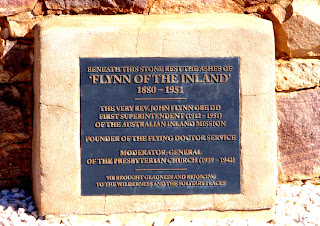 BENEATH THIS STONE REST THE ASHES OF
'FLYNN OF THE INLAND'
1880 – 1951
THE VERY REV. JOHN FLYNN OBE DD
FIRST SUPERINTENDENT (1912 – 1951)
OF THE AUSTRALIAN INLAND MISSION
FOUNDER OF THE FLYING DOCTOR SERVICE
MODERATOR-GENERAL
OF THE PRESBYTERIAN CHURCH (1939 – 1942)
HE BROUGHT GLADNESS AND REJOICING
TO THE WILDERNESS AND THE SOLITARY PLACES